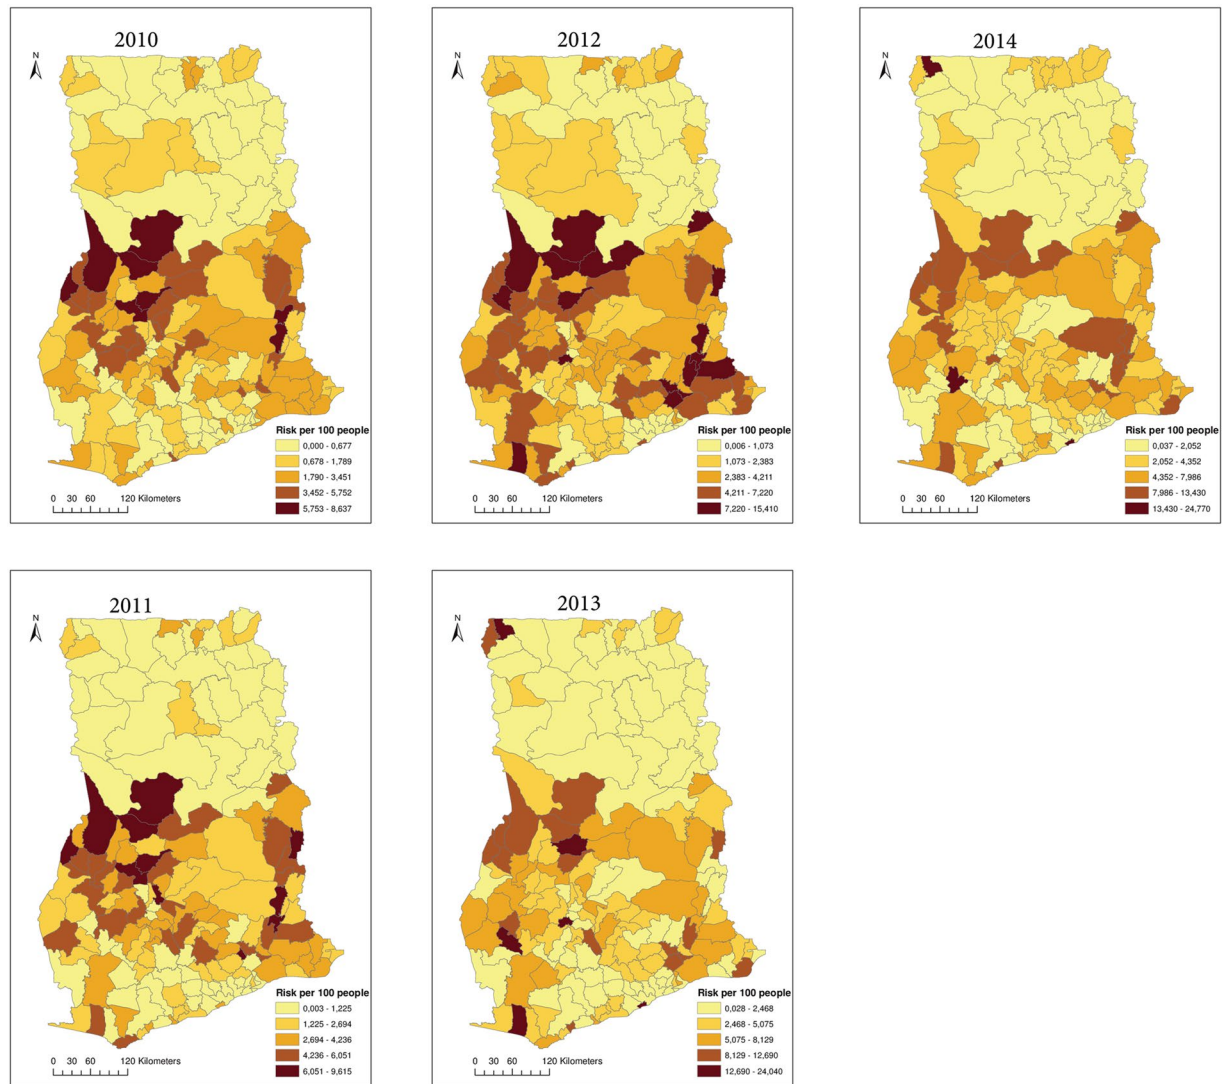 2010
N
Risk per 100 people
0,000 - 0,677
0,678 - 1,789
1,790 - 3,451
3,452 - 5,752
5,753 - 8,637
0 30 60 120 Kilometers
2012
N
Risk per 100 people
0,006 - 1,073
1,073 - 2,383
2,383 - 4,211
4,211 - 7,220
7,220 - 15,410
0 30 60 120 Kilometers
2014
N
Risk per 100 people
0,037 - 2,052
2,052 - 4,352
4,352 - 7,986
7,986 - 13,430
13,430 - 24,770
0 30 60 120 Kilometers
2011
N
Risk per 100 people
0,003 - 1,225
1,225 - 2,694
2,694 - 4,236
4,236 - 6,051
6,051 - 9,615
0 30 60 120 Kilometers
2013
N
Risk per 100 people
0,028 - 2,468
2,468 - 5,075
5,075 - 8,129
8,129 - 12,690
12,690 - 24,040
0 30 60 120 Kilometers